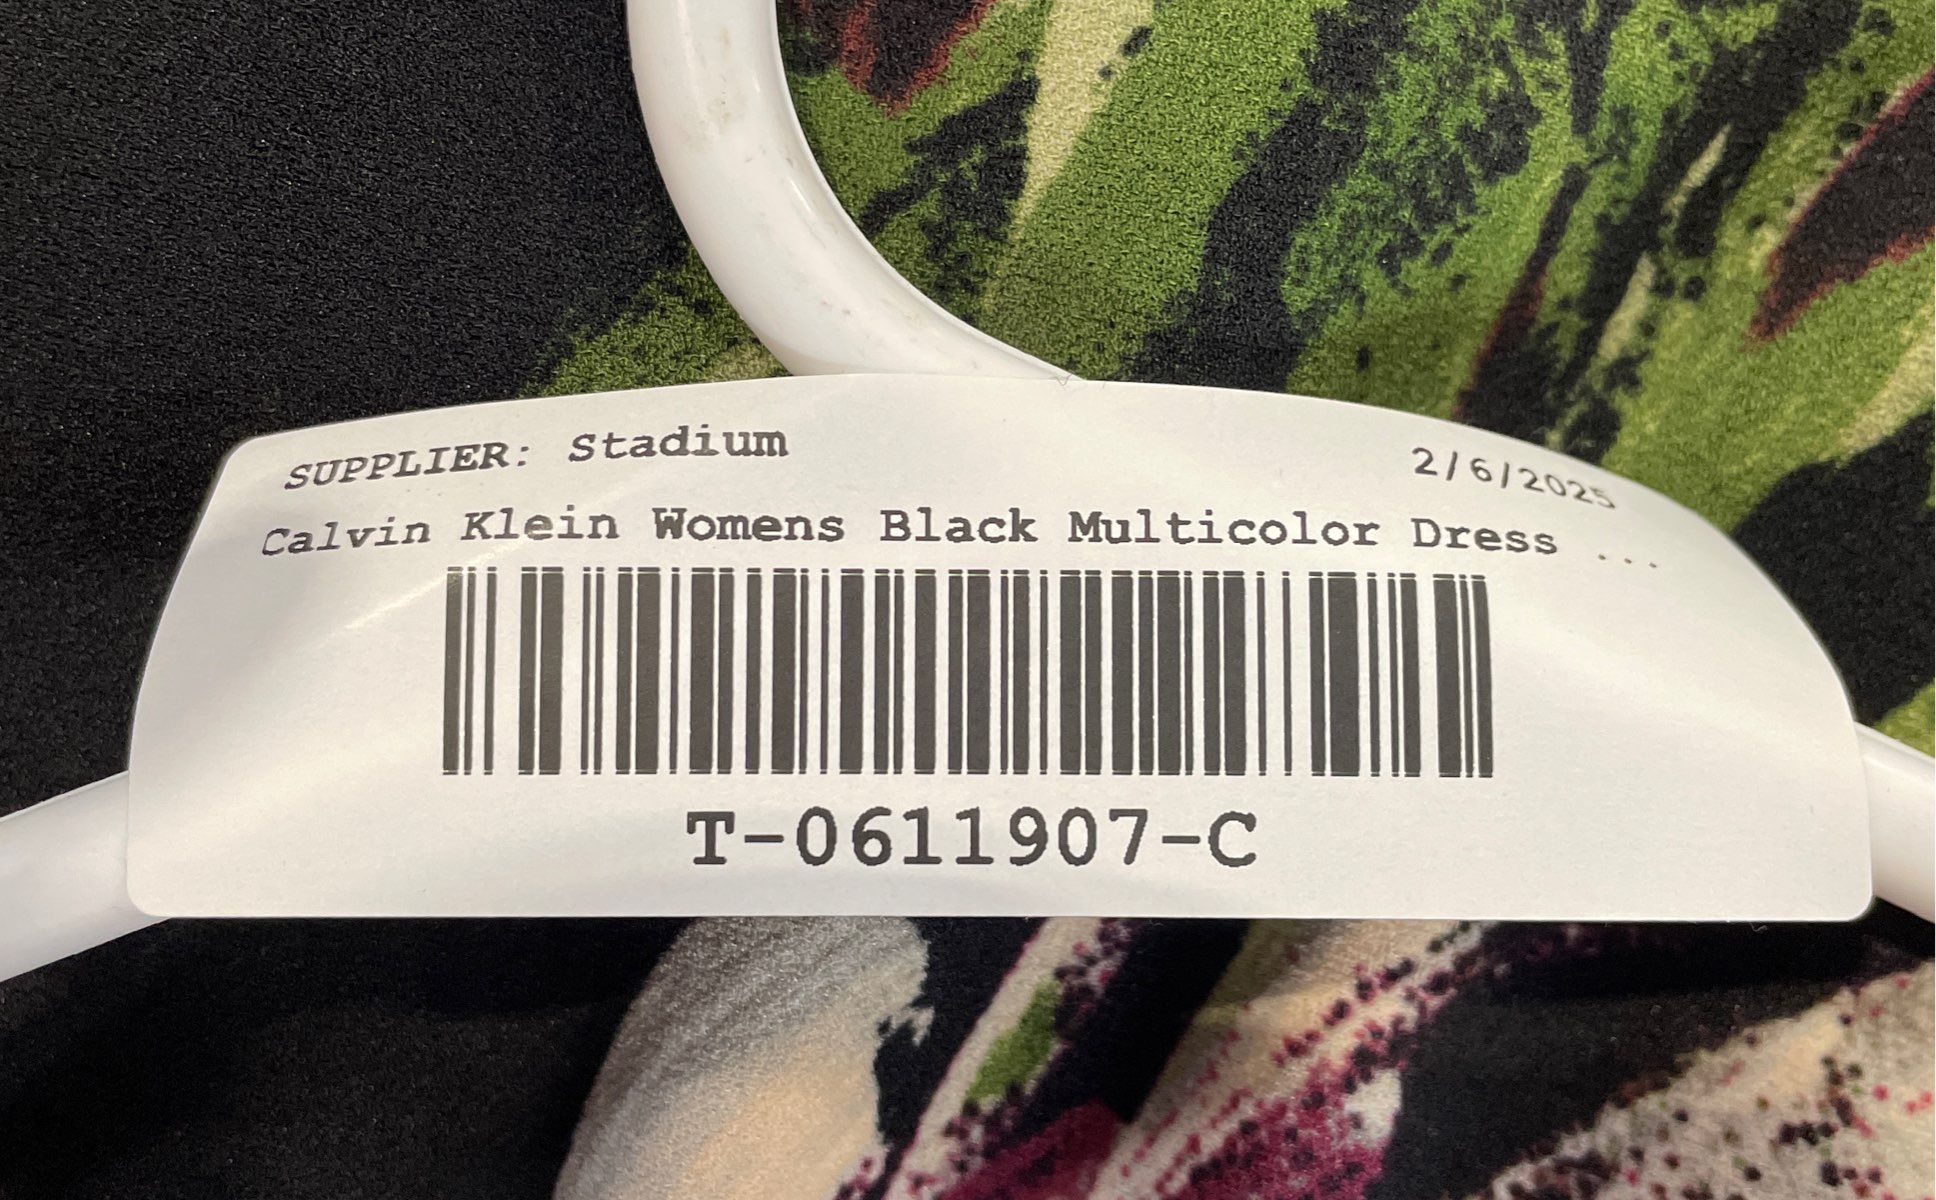 SUPPLIER: Stadium
2/6/2025
Calvin Klein Womens Black Multicolor Dress ...
T-0611907-C